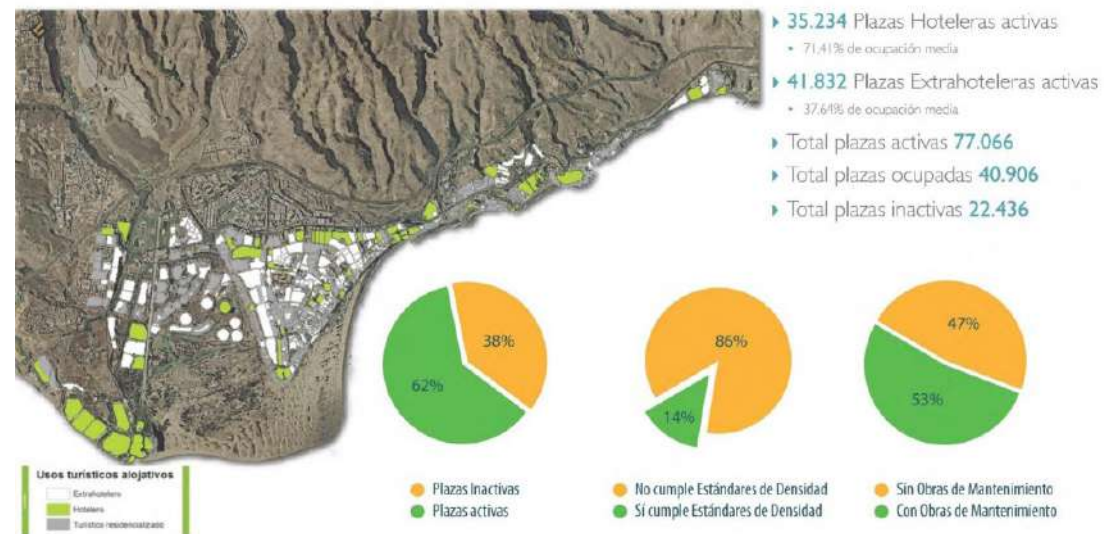 35.234 Plazas Hoteleras activas
71,41% de ocupación media
41.832 Plazas Extrahoteleras activas
37.64% de ocupación media
Total plazas activas 77.066
Total plazas ocupadas 40.906
Total plazas inactivas 22.436
38%
62%
86%
14%
47%
53%
Plazas Inactivas
Plazas activas
No cumple Estándares de Densidad
Sí cumple Estándares de Densidad
Sin Obras de Mantenimiento
Con Obras de Mantenimiento
Usos turísticos alojativos
Extrahotelero
Hotelero
Turístico residencializado